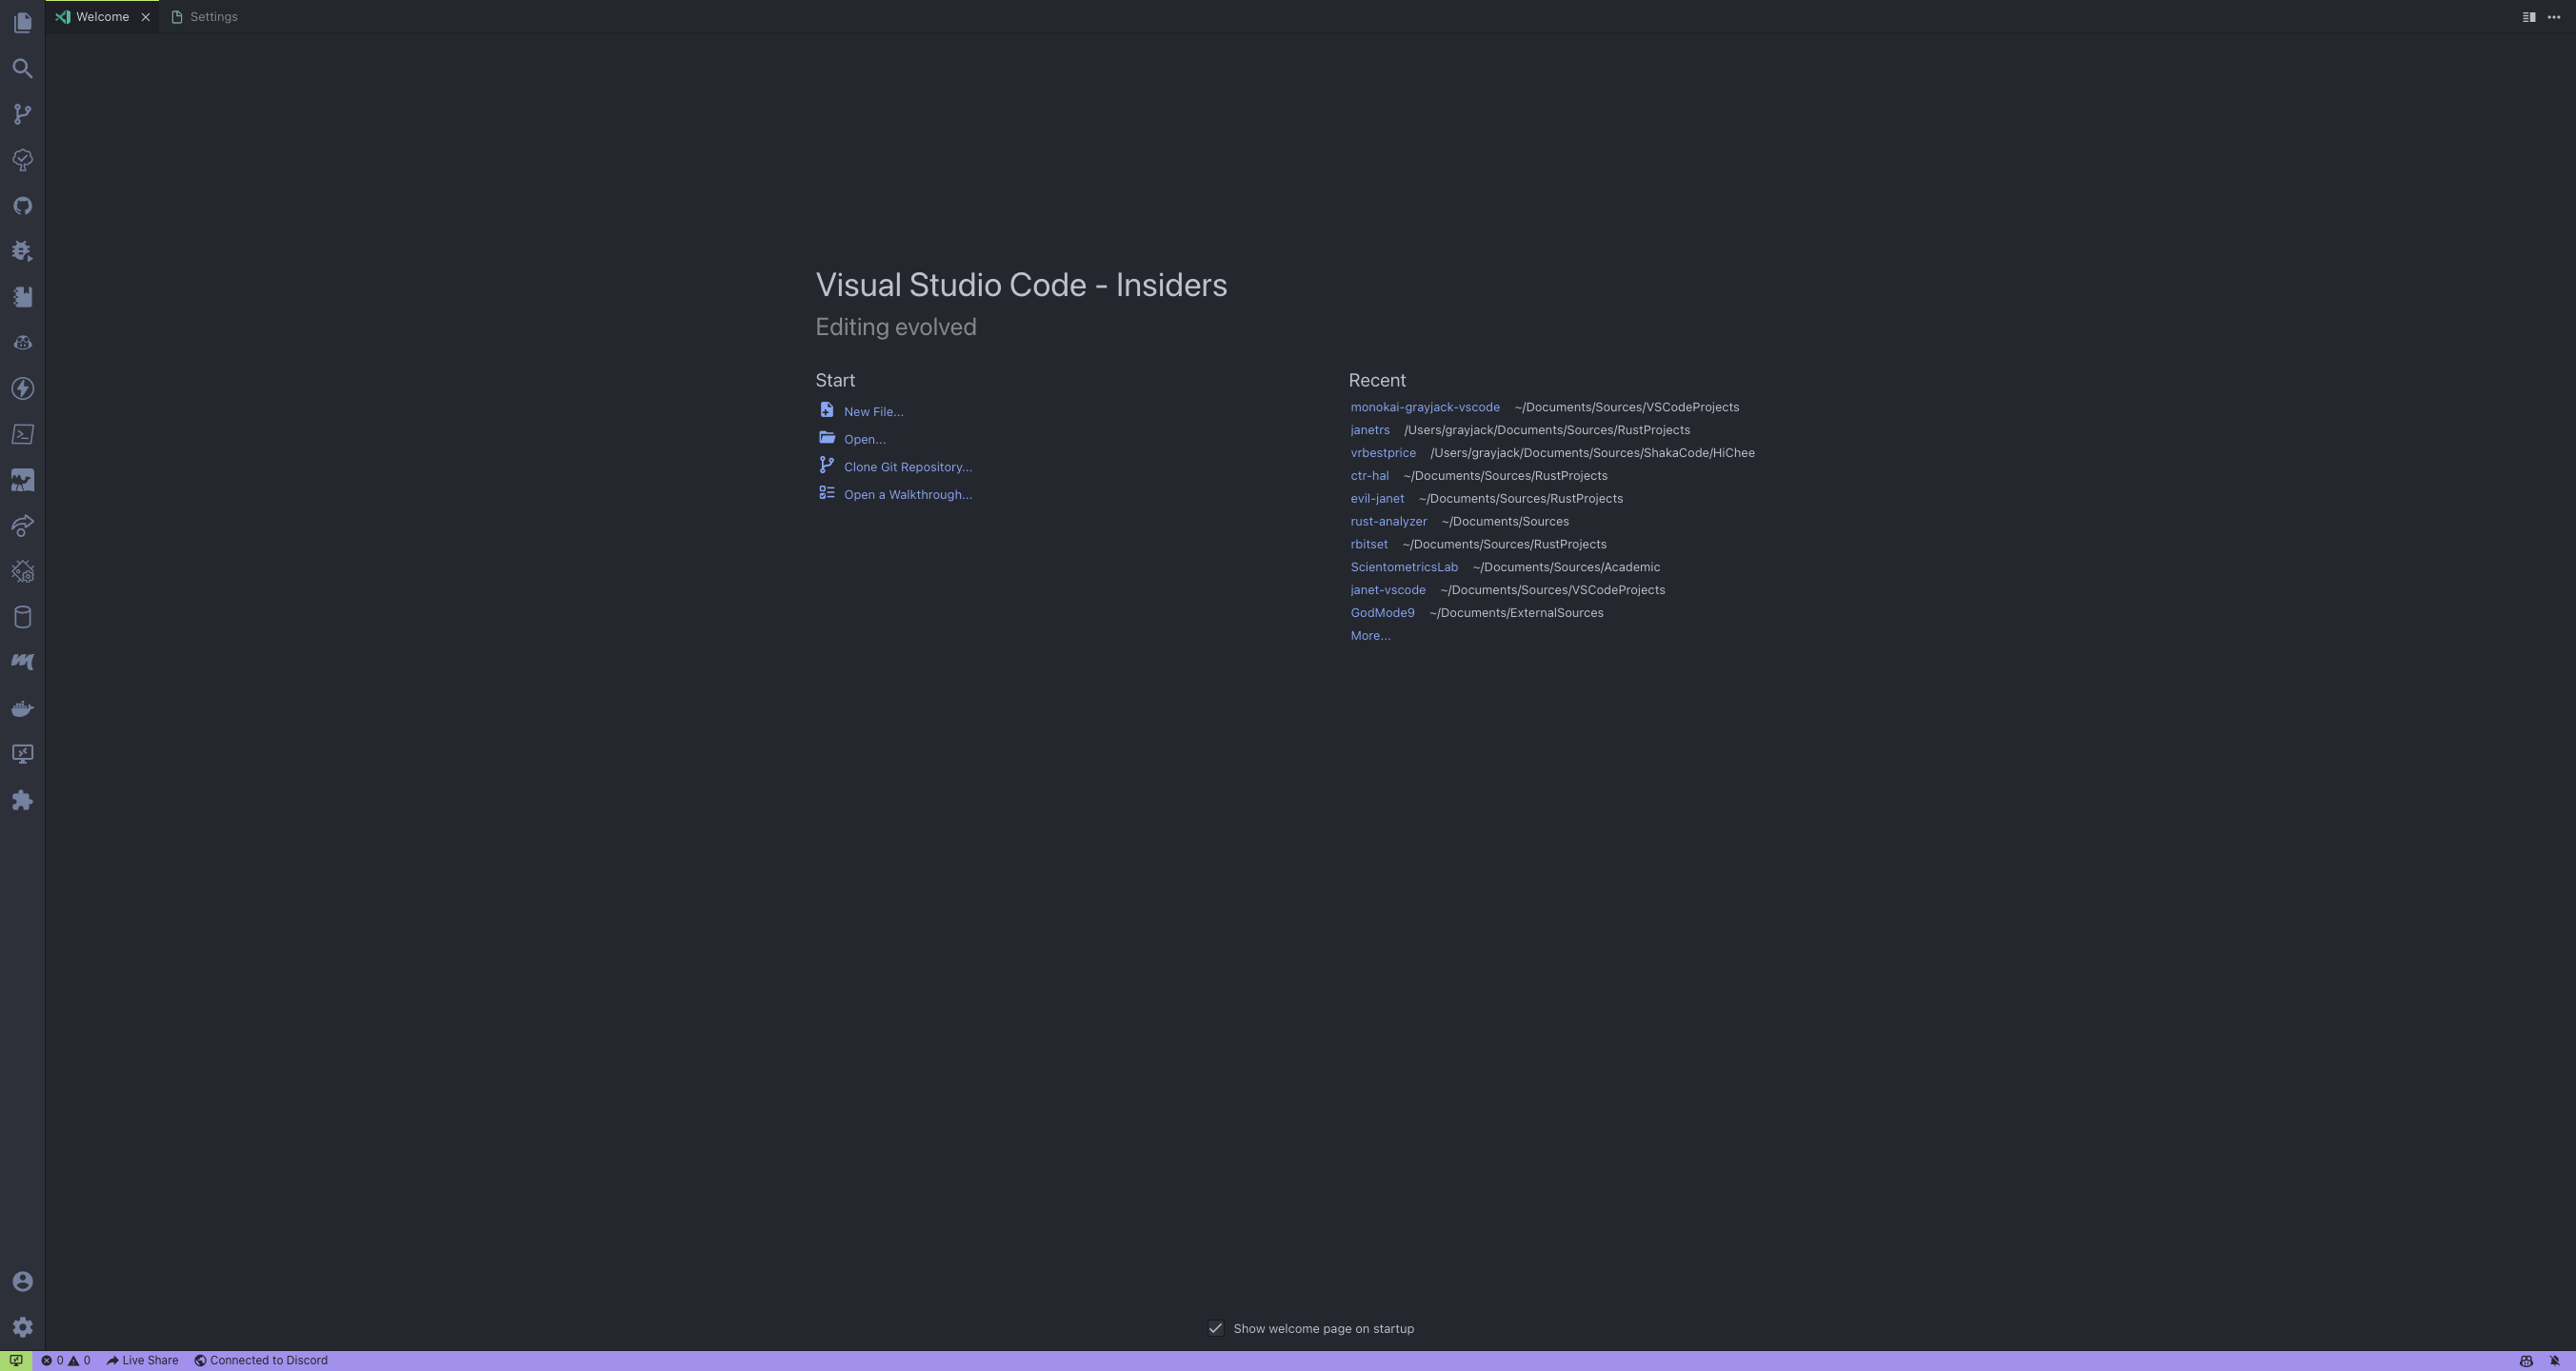 Welcome
Settings
Visual Studio Code - Insiders
Editing evolved
Start
New File...
Open...
Clone Git Repository...
Open a Walkthrough...
Recent
monokai-grayjack-vscode ~/Documents/Sources/VSCodeProjects
janetrs /Users/grayjack/Documents/Sources/RustProjects
vrbestprice /Users/grayjack/Documents/Sources/ShakaCode/HiChee
ctr-hal ~/Documents/Sources/RustProjects
evil-janet ~/Documents/Sources/RustProjects
rust-analyzer ~/Documents/Sources
rbitset ~/Documents/Sources/RustProjects
ScientometricsLab ~/Documents/Sources/Academic
janet-vscode ~/Documents/Sources/VSCodeProjects
GodMode9 ~/Documents/ExternalSources
More...
Show welcome page on startup
0 0 Live Share Connected to Discord